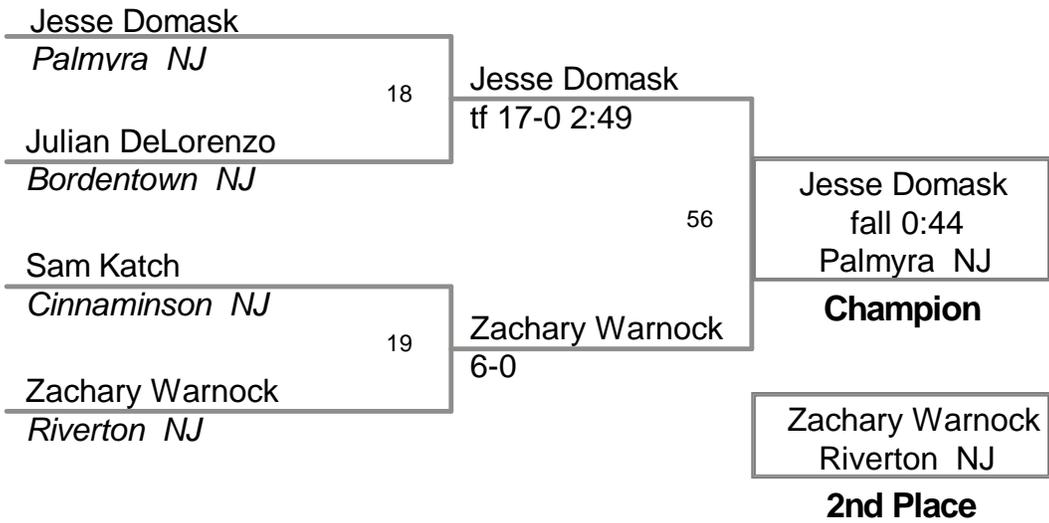 Jesse Domask
Palmyra NJ
18
Julian DeLorenzo
Bordentown NJ
Sam Katch
Cinnaminson NJ
19
Zachary Warnock
Riverton NJ
Jesse Domask
tf 17-0 2:49
56
Zachary Warnock
6-0
Jesse Domask
fall 0:44
Palmyra NJ
Champion
Zachary Warnock
Riverton NJ
2nd Place